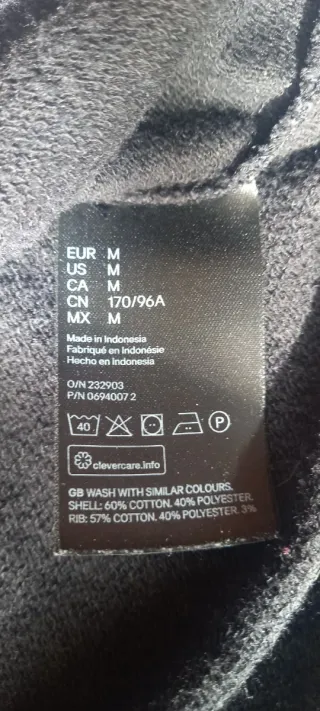 EUR M
US M
CA M
CN 170/96A
MX M
Made in Indonesia
Fabriqué en Indonésie
Hecho en Indonesia
O/N 232903
P/N 0694007 2
40 P
clevercare.info
GB WASH WITH SIMILAR COLOURS.
SHELL: 60% COTTON. 40% POLYESTER.
RIB: 57% COTTON. 40% POLYESTER. 3%